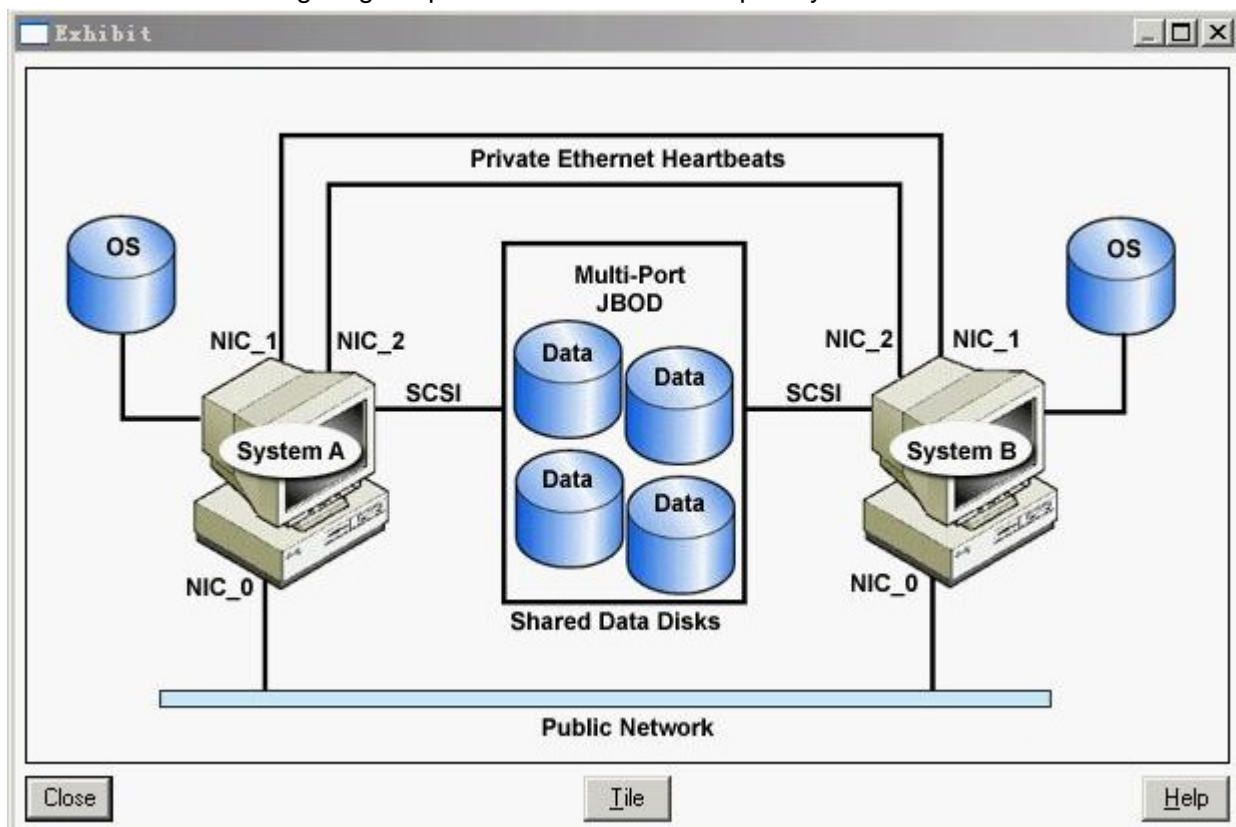 Exhibit
Private Ethernet Heartbeats
OS
OS
Multi-Port
JBOD
NIC_1
NIC_2
NIC_2
NIC_1
Data
Data
SCSI
SCSI
System A
System B
Data
Data
NIC_0
NIC_0
Shared Data Disks
Public Network
Close
Tile
Help